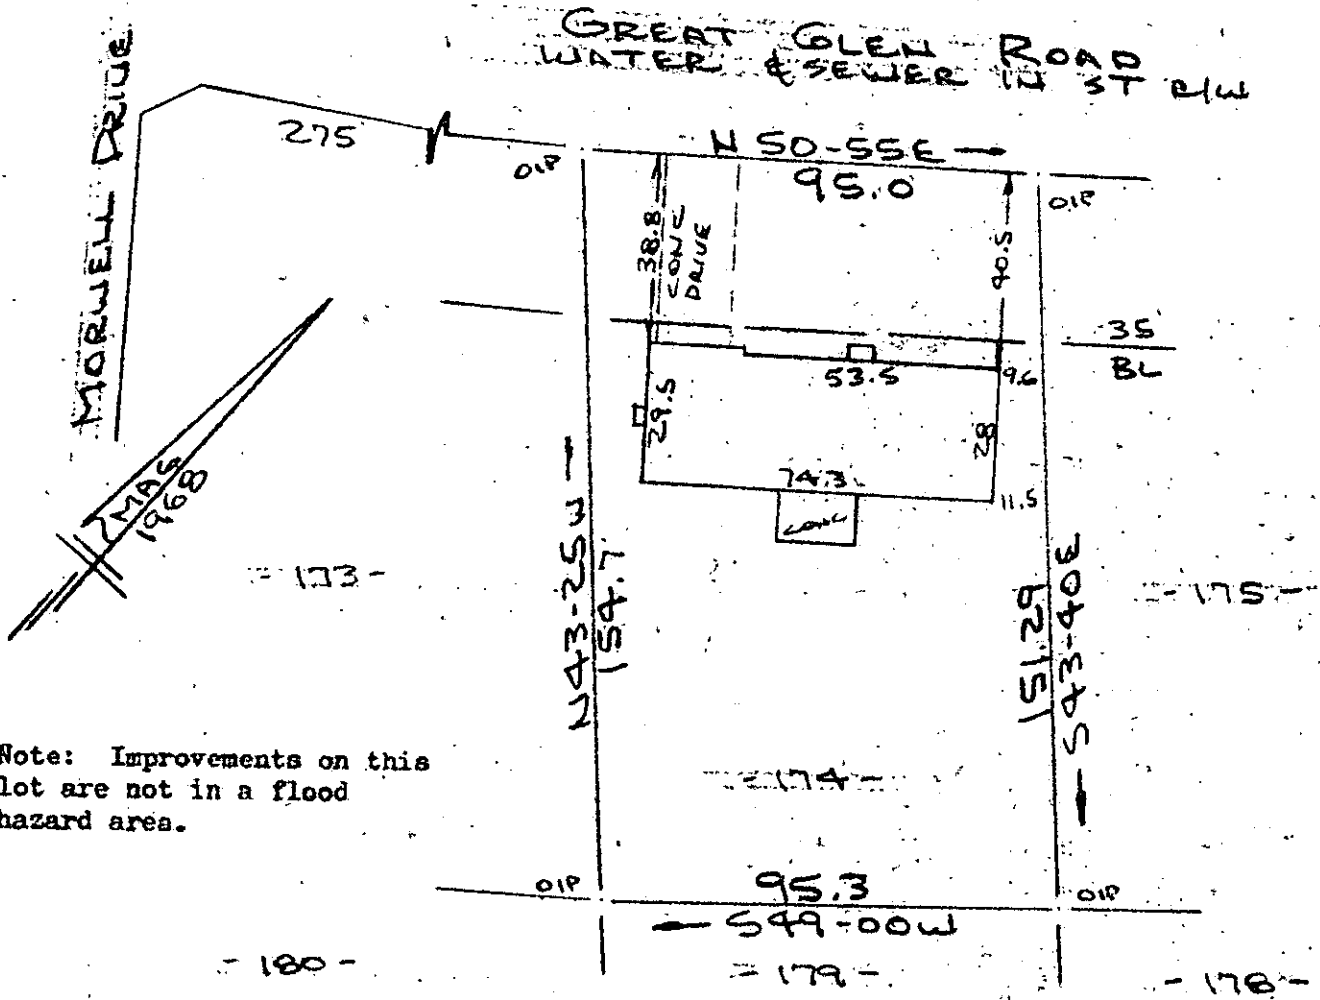 GREAT GLEN ROAD
WATER & SEWER IN ST R/W
MORWELL DRIVE
275
OIP
N 50-55E
95.0
OIP
38.8
CONC
DRIVE
40.5
35'
BL
53.5
9.6
29.5
28
74.3
11.5
CONC
MAG
1968
N43-25W
154.7
151.29
S43-40E
-173-
-175-
Note: Improvements on this
lot are not in a flood
hazard area.
-174-
OIP
95.3
OIP
S49-00W
-180-
-179-
-178-